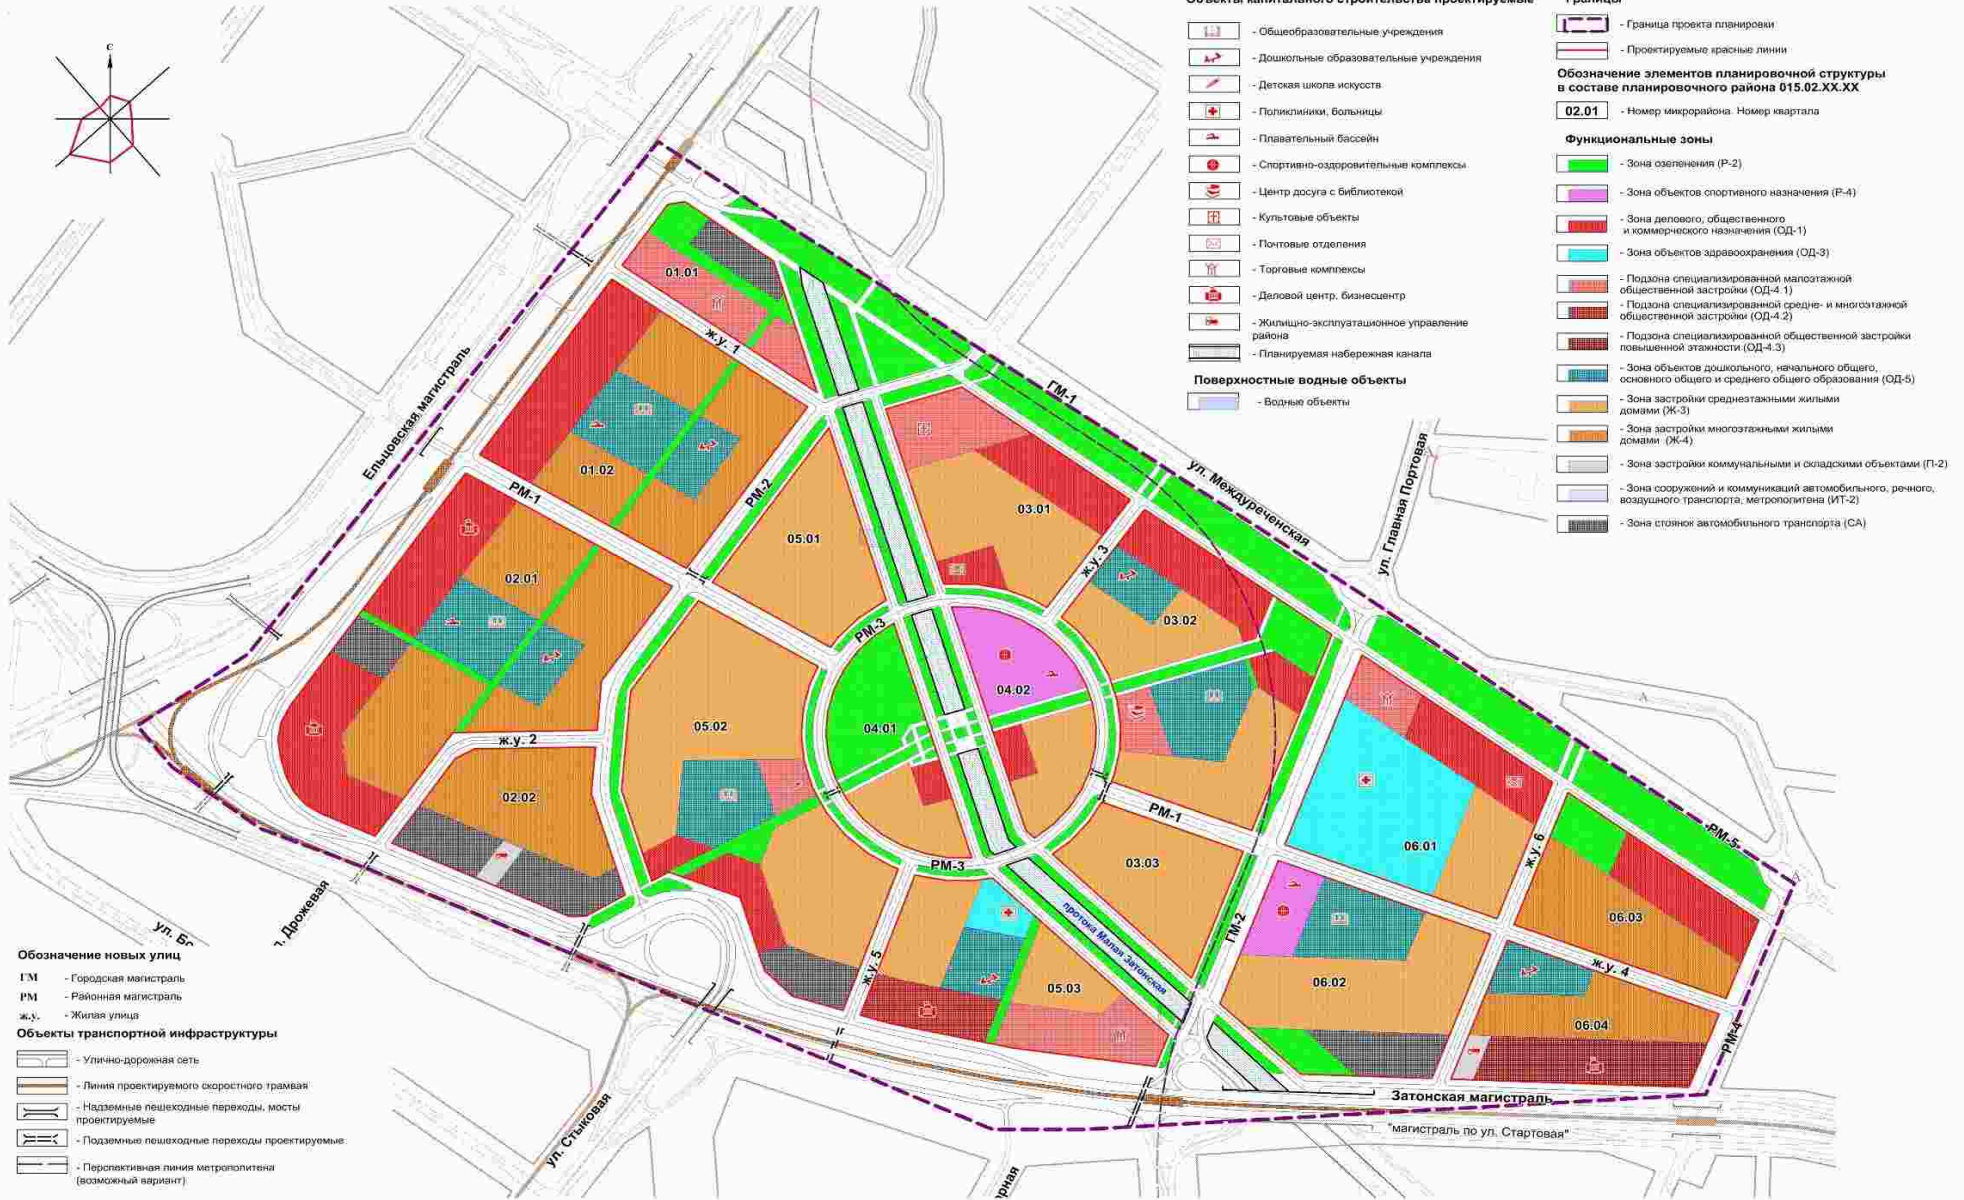 с
Объекты капитального строительства проектируемые
- Общеобразовательные учреждения
- Дошкольные образовательные учреждения
- Детская школа искусств
- Поликлиники, больницы
- Плавательный бассейн
- Спортивно-оздоровительные комплексы
- Центр досуга с библиотекой
- Культовые объекты
- Почтовые отделения
- Торговые комплексы
- Деловой центр, бизнесцентр
- Жилищно-эксплуатационное управление
района
- Планируемая набережная канала
Поверхностные водные объекты
- Водные объекты
Границы
- Граница проекта планировки
- Проектируемые красные линии
Обозначение элементов планировочной структуры
в составе планировочного района 015.02.ХХ.ХХ
02.01 - Номер микрорайона. Номер квартала
Функциональные зоны
- Зона озеленения (Р-2)
- Зона объектов спортивного назначения (Р-4)
- Зона делового, общественного
и коммерческого назначения (ОД-1)
- Зона объектов здравоохранения (ОД-3)
- Подзона специализированной малоэтажной
общественной застройки (ОД-4.1)
- Подзона специализированной средне- и многоэтажной
общественной застройки (ОД-4.2)
- Подзона специализированной общественной застройки
повышенной этажности (ОД-4.3)
- Зона объектов дошкольного, начального общего,
основного общего и среднего общего образования (ОД-5)
- Зона застройки среднеэтажными жилыми
домами (Ж-3)
- Зона застройки многоэтажными жилыми
домами (Ж-4)
- Зона застройки коммунальными и складскими объектами (П-2)
- Зона сооружений и коммуникаций автомобильного, речного,
воздушного транспорта, метрополитена (ИТ-2)
- Зона стоянок автомобильного транспорта (СА)
01.01
ж.у. 1
Ельцовская магистраль
ГМ-1
01.02
РМ-1
РМ-2
ул. Междуреченская
ул. Главная Портовая
03.01
05.01
ж.у. 3
02.01
03.02
РМ-3
04.02
04.01
05.02
ж.у. 2
02.02
РМ-1
РМ-3
03.03
06.01
ж.у. 6
РМ-5
протока Малая Затонская
ГМ-2
06.03
ж.у. 5
05.03
06.02
ж.у. 4
06.04
РМ-4
Затонская магистраль
"магистраль по ул. Стартовая"
ул. Бо
л. Дрожевая
ул. Стыковая
орная
Обозначение новых улиц
ГМ - Городская магистраль
РМ - Районная магистраль
ж.у. - Жилая улица
Объекты транспортной инфраструктуры
- Улично-дорожная сеть
- Линия проектируемого скоростного трамвая
- Надземные пешеходные переходы, мосты
проектируемые
- Подземные пешеходные переходы проектируемые
- Перспективная линия метрополитена
(возможный вариант)